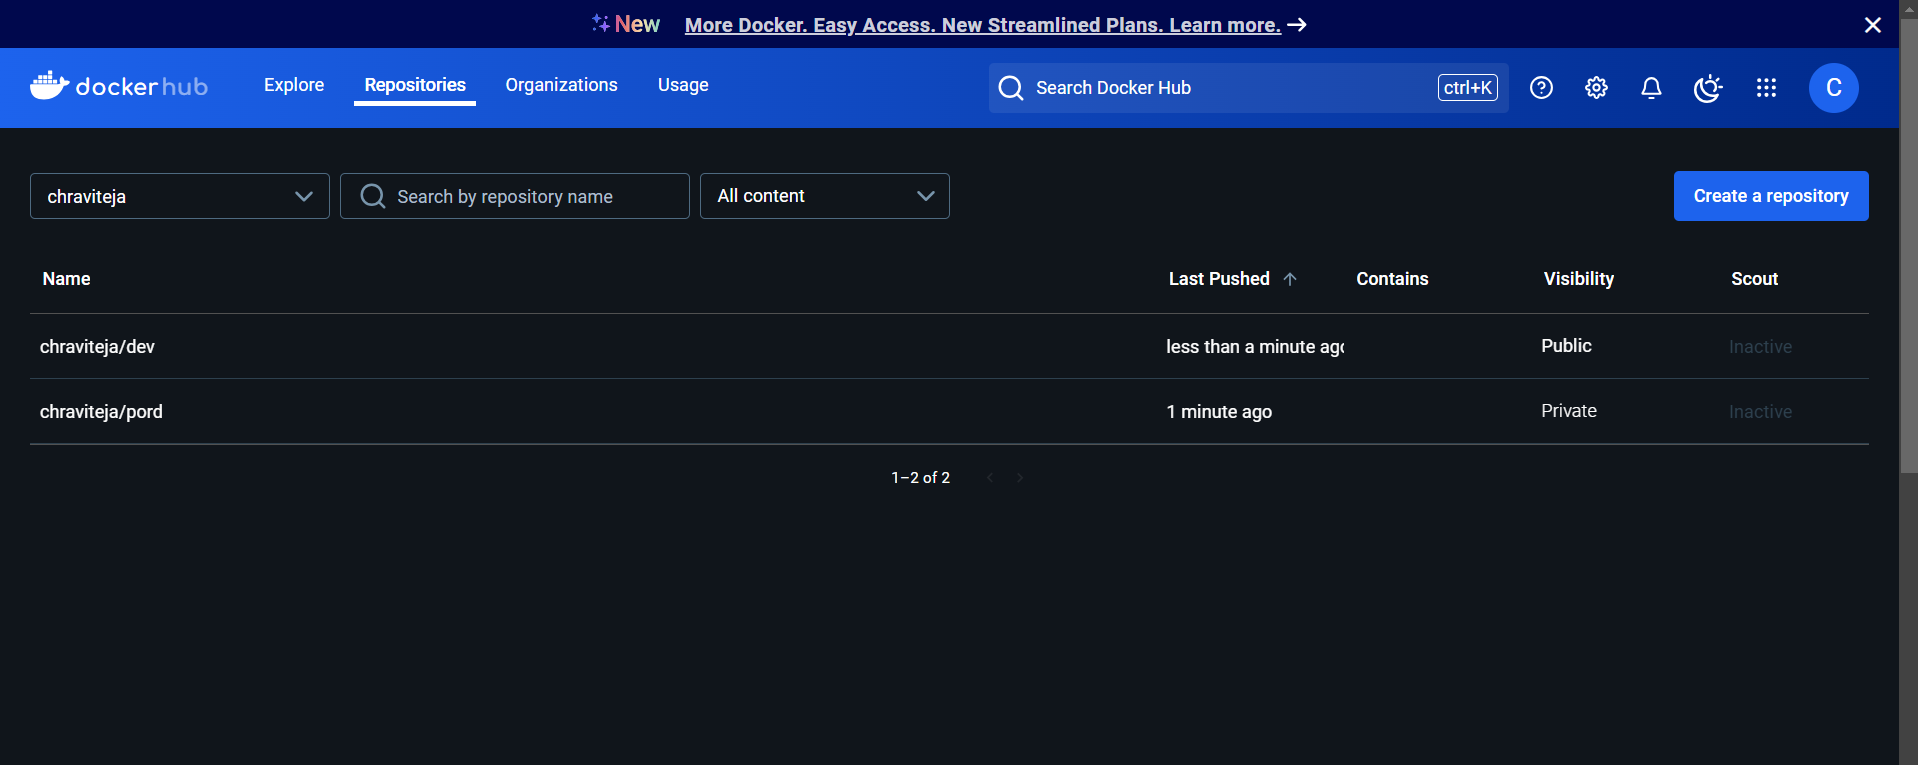 New More Docker. Easy Access. New Streamlined Plans. Learn more.
docker hub Explore Repositories Organizations Usage Search Docker Hub ctrl+K C
chraviteja Search by repository name All content Create a repository
Name Last Pushed Contains Visibility Scout
chraviteja/dev less than a minute ago Public Inactive
chraviteja/pord 1 minute ago Private Inactive
1–2 of 2